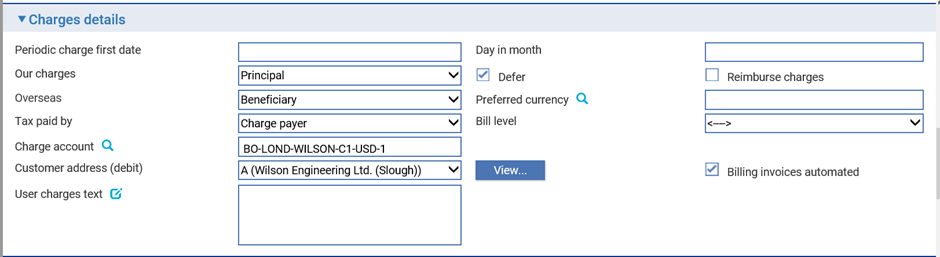 Charges details
Periodic charge first date
Day in month
Our charges
Principal
Defer
Reimburse charges
Overseas
Beneficiary
Preferred currency
Tax paid by
Charge payer
Bill level
<---->
Charge account
BO-LOND-WILSON-C1-USD-1
Customer address (debit)
A (Wilson Engineering Ltd. (Slough))
View...
Billing invoices automated
User charges text